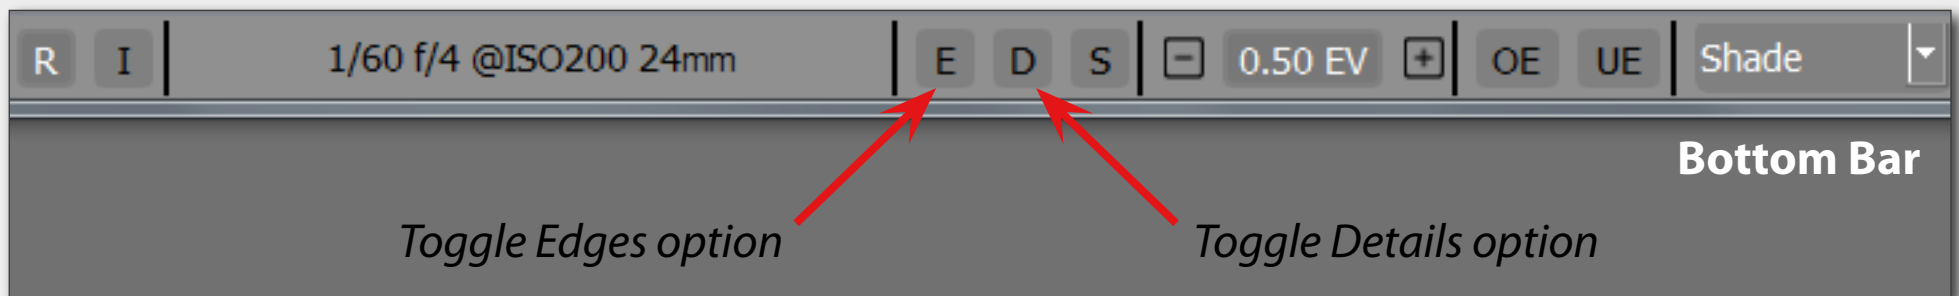 R I 1/60 f/4 @ISO200 24mm E D S - 0.50 EV + OE UE Shade
Bottom Bar
Toggle Edges option Toggle Details option